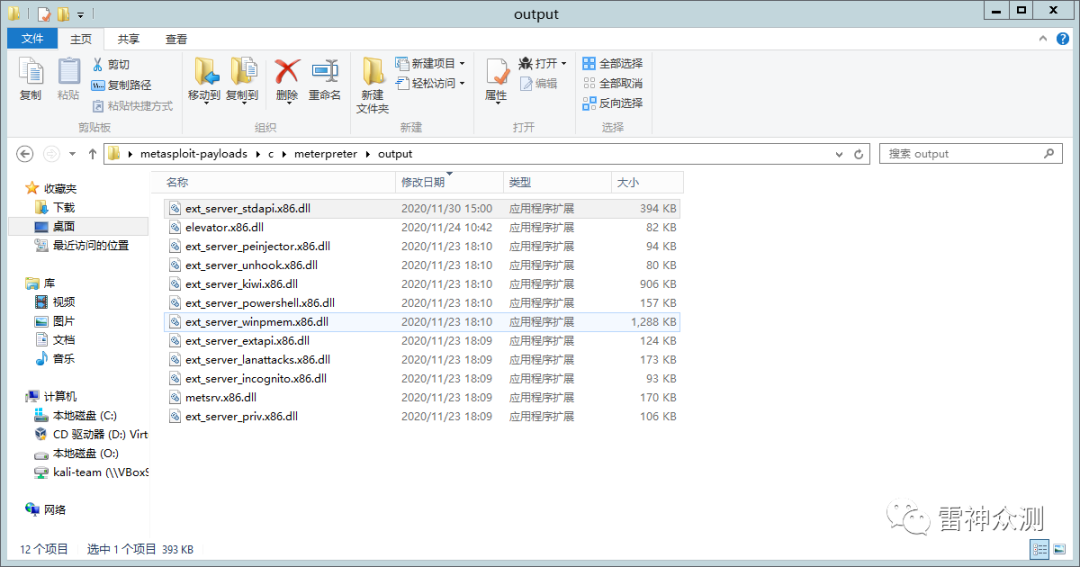 output
文件 主页 共享 查看
复制 粘贴 剪切 复制路径 粘贴快捷方式 移动到 复制到 删除 重命名 新建文件夹 新建项目 轻松访问 属性 打开 编辑 全部选择 全部取消 反向选择
剪贴板 组织 新建 打开 选择
metasploit-payloads c meterpreter output 搜索 output
名称 修改日期 类型 大小
ext_server_stdapi.x86.dll 2020/11/30 15:00 应用程序扩展 394 KB
elevator.x86.dll 2020/11/24 10:42 应用程序扩展 82 KB
ext_server_peinjector.x86.dll 2020/11/23 18:10 应用程序扩展 94 KB
ext_server_unhook.x86.dll 2020/11/23 18:10 应用程序扩展 80 KB
ext_server_kiwi.x86.dll 2020/11/23 18:10 应用程序扩展 906 KB
ext_server_powershell.x86.dll 2020/11/23 18:10 应用程序扩展 157 KB
ext_server_winpmem.x86.dll 2020/11/23 18:10 应用程序扩展 1,288 KB
ext_server_extapi.x86.dll 2020/11/23 18:09 应用程序扩展 124 KB
ext_server_lanattacks.x86.dll 2020/11/23 18:09 应用程序扩展 173 KB
ext_server_incognito.x86.dll 2020/11/23 18:09 应用程序扩展 93 KB
metsrv.x86.dll 2020/11/23 18:09 应用程序扩展 170 KB
ext_server_priv.x86.dll 2020/11/23 18:09 应用程序扩展 106 KB
收藏夹
下载
桌面
最近访问的位置
库
视频
图片
文档
音乐
计算机
本地磁盘 (C:)
CD 驱动器 (D:) Virt
本地磁盘 (O:)
kali-team (\\VBoxS
网络
雷神众测
12 个项目 选中 1 个项目 393 KB